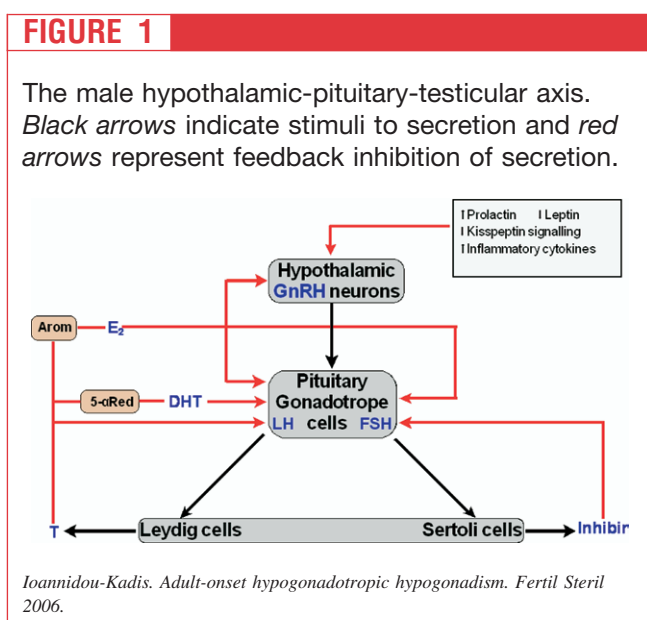 FIGURE 1
The male hypothalamic-pituitary-testicular axis.
Black arrows indicate stimuli to secretion and red
arrows represent feedback inhibition of secretion.
Prolactin Leptin
Kisspeptin signalling
Inflammatory cytokines
Hypothalamic
GnRH neurons
Arom E₂
Pituitary
5-αRed DHT Gonadotrope
LH cells FSH
T Leydig cells Sertoli cells Inhibin
Ioannidou-Kadis. Adult-onset hypogonadotropic hypogonadism. Fertil Steril
2006.